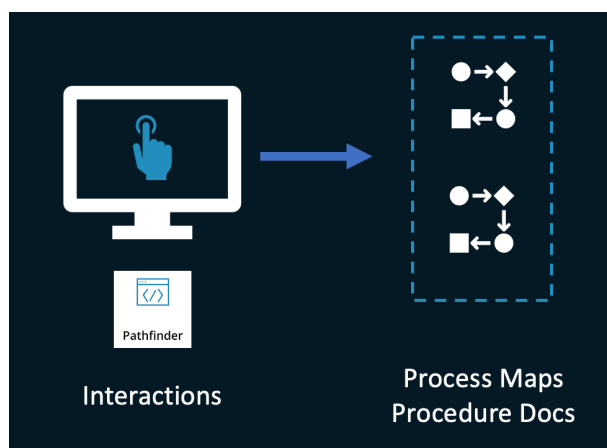 </>
Pathfinder
Interactions
Process Maps
Procedure Docs